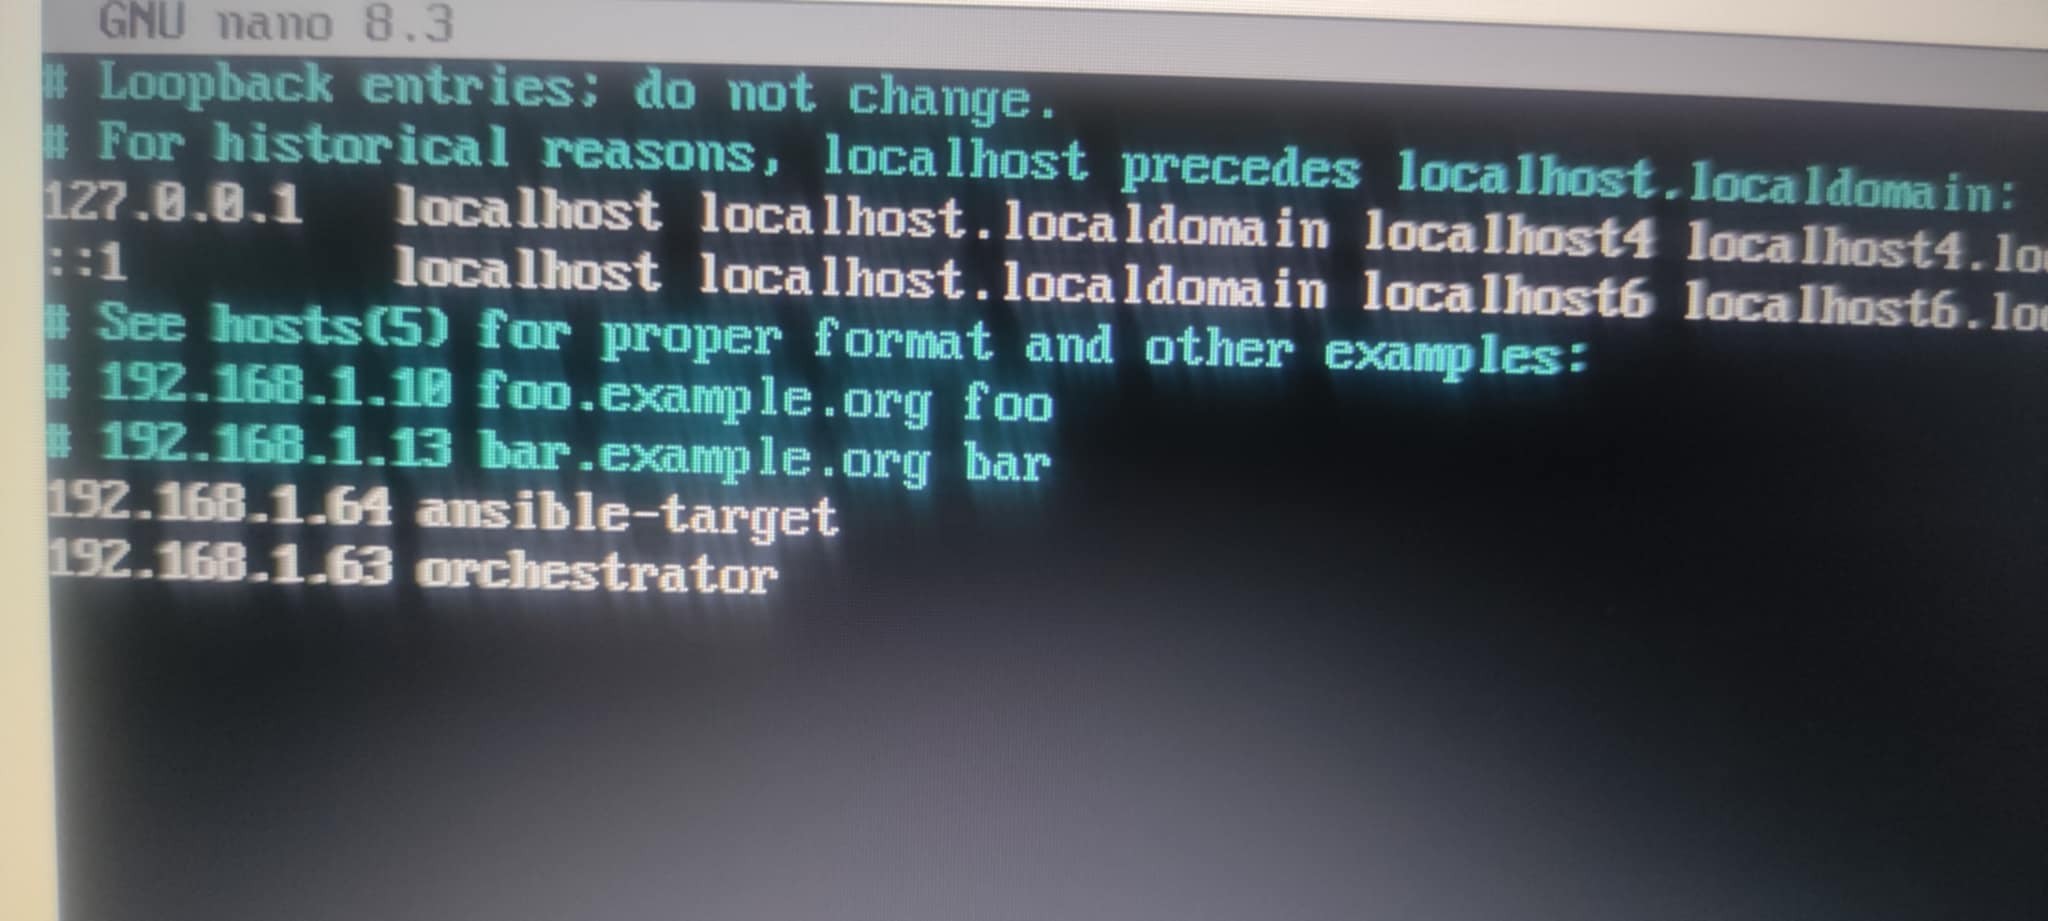 GNU nano 8.3
# Loopback entries; do not change.
# For historical reasons, localhost precedes localhost.localdomain:
127.0.0.1   localhost localhost.localdomain localhost4 localhost4.lo
::1         localhost localhost.localdomain localhost6 localhost6.lo
# See hosts(5) for proper format and other examples:
# 192.168.1.10 foo.example.org foo
# 192.168.1.13 bar.example.org bar
192.168.1.64 ansible-target
192.168.1.63 orchestrator